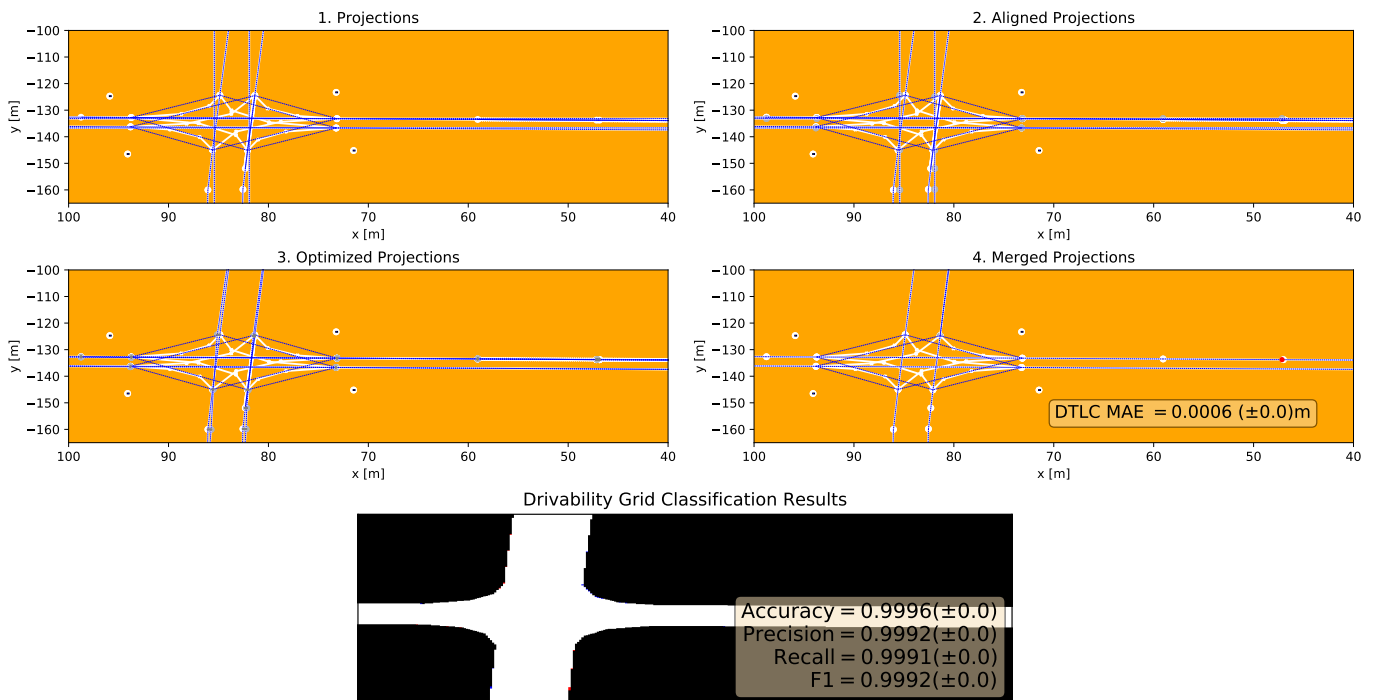 1. Projections
2. Aligned Projections
y [m]
−100
−110
−120
−130
−140
−150
−160
100 90 80 70 60 50 40
x [m]
y [m]
−100
−110
−120
−130
−140
−150
−160
100 90 80 70 60 50 40
x [m]
3. Optimized Projections
4. Merged Projections
y [m]
−100
−110
−120
−130
−140
−150
−160
100 90 80 70 60 50 40
x [m]
y [m]
−100
−110
−120
−130
−140
−150
−160
DTLC MAE = 0.0006 (±0.0)m
100 90 80 70 60 50 40
x [m]
Drivability Grid Classification Results
Accuracy = 0.9996(±0.0)
Precision = 0.9992(±0.0)
Recall = 0.9991(±0.0)
F1 = 0.9992(±0.0)